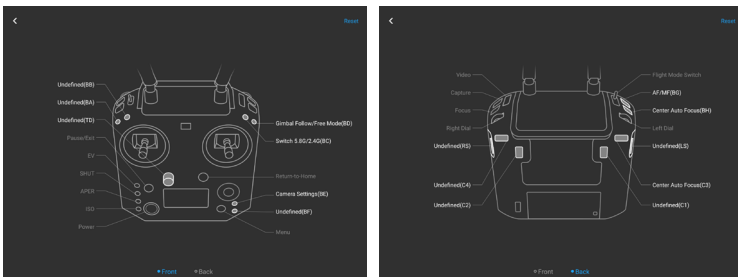 Reset
Undefined(BB)
Undefined(BA)
Undefined(TD)
Pause/Exit
EV
SHUT
APER
ISO
Power
Gimbal Follow/Free Mode(BD)
Switch 5.8G/2.4G(BC)
Return to Home
Camera Settings(BE)
Undefined(BF)
Menu
Front
Back
Reset
Video
Capture
Focus
Right Dial
Undefined(RS)
Undefined(C4)
Undefined(C2)
Flight Mode Switch
AF/MF(BG)
Center Auto Focus(BH)
Left Dial
Undefined(LS)
Center Auto Focus(C3)
Undefined(C1)
Front
Back